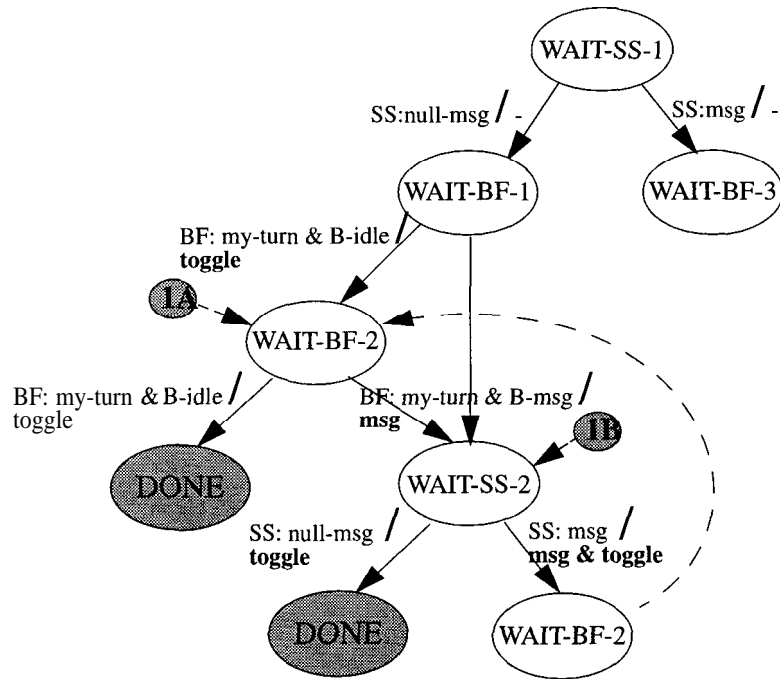 WAIT-SS-1
SS:null-msg / -
SS:msg / -
WAIT-BF-1
WAIT-BF-3
BF: my-turn & B-idle /
toggle
1A
WAIT-BF-2
BF: my-turn & B-idle /
toggle
BF: my-turn & B-msg /
msg
1B
DONE
WAIT-SS-2
SS: null-msg /
toggle
SS: msg /
msg & toggle
DONE
WAIT-BF-2